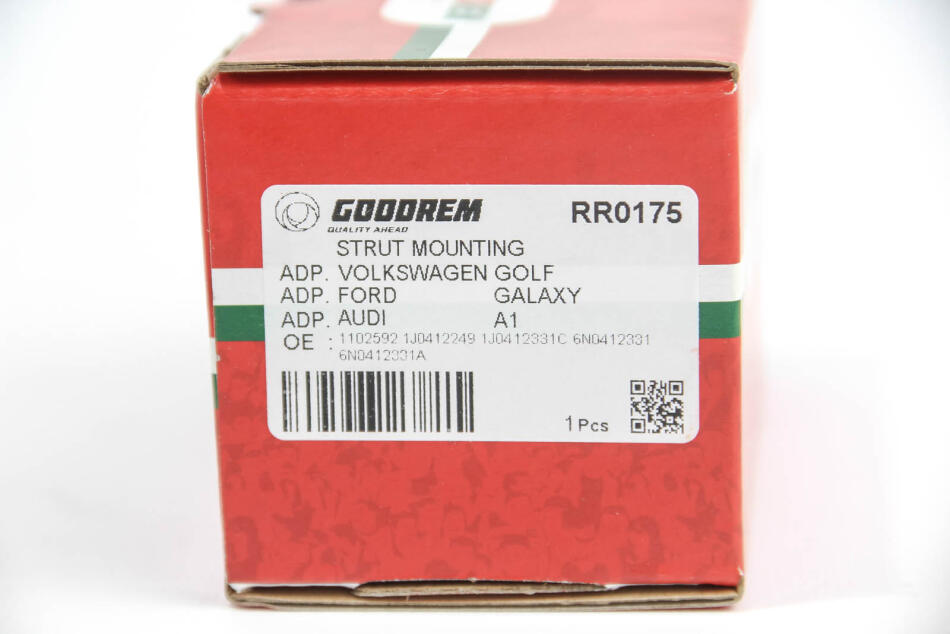 GOODREM RR0175
QUALITY AHEAD
STRUT MOUNTING
ADP. VOLKSWAGEN GOLF
ADP. FORD GALAXY
ADP. AUDI A1
OE : 1102592 1J0412249 1J0412331C 6N0412331
6N0412331A
1 Pcs